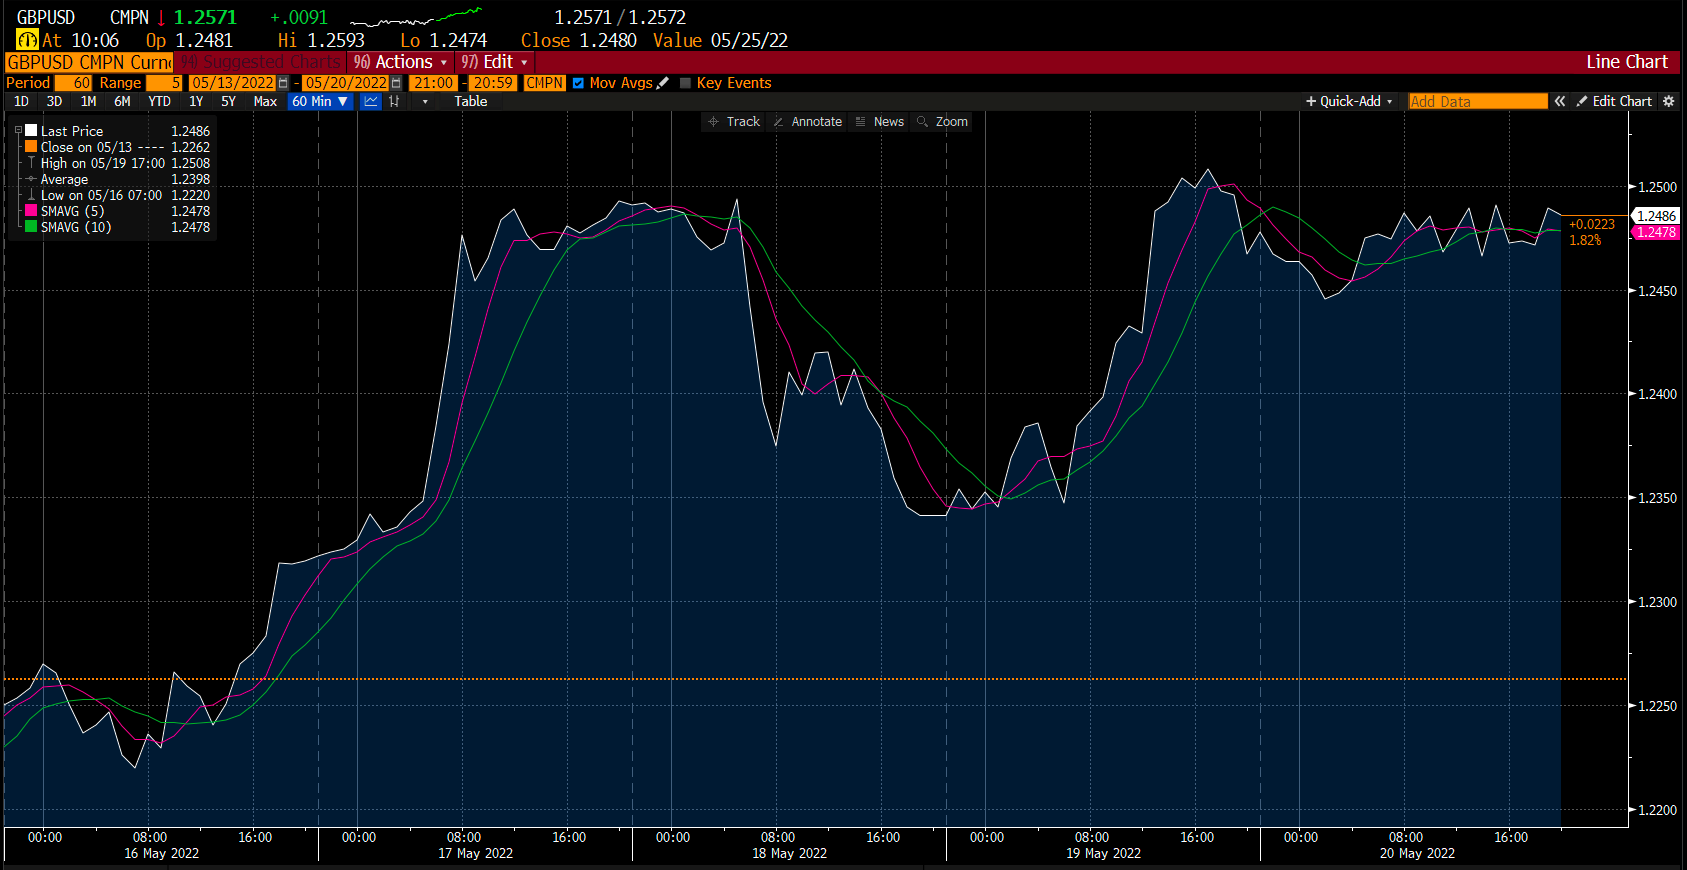 GBPUSD CMPN ↓ 1.2571 +.0091 1.2571/1.2572
At 10:06 Op 1.2481 Hi 1.2593 Lo 1.2474 Close 1.2480 Value 05/25/22
GBPUSD CMPN Curnc 94) Suggested Charts 96) Actions ▾ 97) Edit ▾ Line Chart
Period 60 Range 5 05/13/2022 - 05/20/2022 21:00 - 20:59 CMPN Mov Avgs Key Events
1D 3D 1M 6M YTD 1Y 5Y Max 60 Min ▼ Table + Quick-Add ▾ Add Data « Edit Chart
Track Annotate News Zoom
Last Price 1.2486
Close on 05/13 ---- 1.2262
High on 05/19 17:00 1.2508
Average 1.2398
Low on 05/16 07:00 1.2220
SMAVG (5) 1.2478
SMAVG (10) 1.2478
1.2500
1.2486
+0.0223
1.2478
1.82%
1.2450
1.2400
1.2350
1.2300
1.2250
1.2200
00:00 08:00 16:00 00:00 08:00 16:00 00:00 08:00 16:00 00:00 08:00 16:00 00:00 08:00 16:00
16 May 2022 17 May 2022 18 May 2022 19 May 2022 20 May 2022